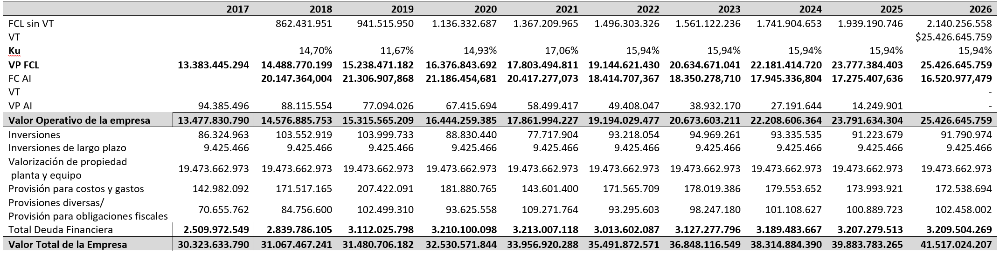 2017 2018 2019 2020 2021 2022 2023 2024 2025 2026
FCL sin VT 862.431.951 941.515.950 1.136.332.687 1.367.209.965 1.496.303.326 1.561.122.236 1.741.904.653 1.939.190.746 2.140.256.558
VT $25.426.645.759
Ku 14,70% 11,67% 14,93% 17,06% 15,94% 15,94% 15,94% 15,94% 15,94%
VP FCL 13.383.445.294 14.488.770.199 15.238.471.182 16.376.843.692 17.803.494.811 19.144.621.430 20.634.671.041 22.181.414.720 23.777.384.403 25.426.645.759
FC AI 20.147.364,004 21.306.907,868 21.186.454,681 20.417.277,073 18.414.707,367 18.350.278,710 17.945.336,804 17.275.407,636 16.520.977,479
VT -
VP AI 94.385.496 88.115.554 77.094.026 67.415.694 58.499.417 49.408.047 38.932.170 27.191.644 14.249.901 -
Valor Operativo de la empresa 13.477.830.790 14.576.885.753 15.315.565.209 16.444.259.385 17.861.994.227 19.194.029.477 20.673.603.211 22.208.606.364 23.791.634.304 25.426.645.759
Inversiones 86.324.963 103.552.919 103.999.733 88.830.440 77.717.904 93.218.054 94.969.261 93.335.535 91.223.679 91.790.974
Inversiones de largo plazo 9.425.466 9.425.466 9.425.466 9.425.466 9.425.466 9.425.466 9.425.466 9.425.466 9.425.466 9.425.466
Valorización de propiedad
planta y equipo 19.473.662.973 19.473.662.973 19.473.662.973 19.473.662.973 19.473.662.973 19.473.662.973 19.473.662.973 19.473.662.973 19.473.662.973 19.473.662.973
Provisión para costos y gastos 142.982.092 171.517.165 207.422.091 181.880.765 143.601.400 171.565.709 178.019.386 179.553.652 173.993.921 172.538.694
Provisiones diversas/
Provisión para obligaciones fiscales 70.655.762 84.756.600 102.499.310 93.625.558 109.271.764 93.295.603 98.247.180 101.108.627 100.889.723 102.458.002
Total Deuda Financiera 2.509.972.549 2.839.786.105 3.112.025.798 3.210.100.098 3.213.007.118 3.013.602.087 3.127.277.796 3.189.483.667 3.207.279.513 3.209.504.269
Valor Total de la Empresa 30.323.633.790 31.067.467.241 31.480.706.182 32.530.571.844 33.956.920.288 35.491.872.571 36.848.116.549 38.314.884.390 39.883.783.265 41.517.024.207